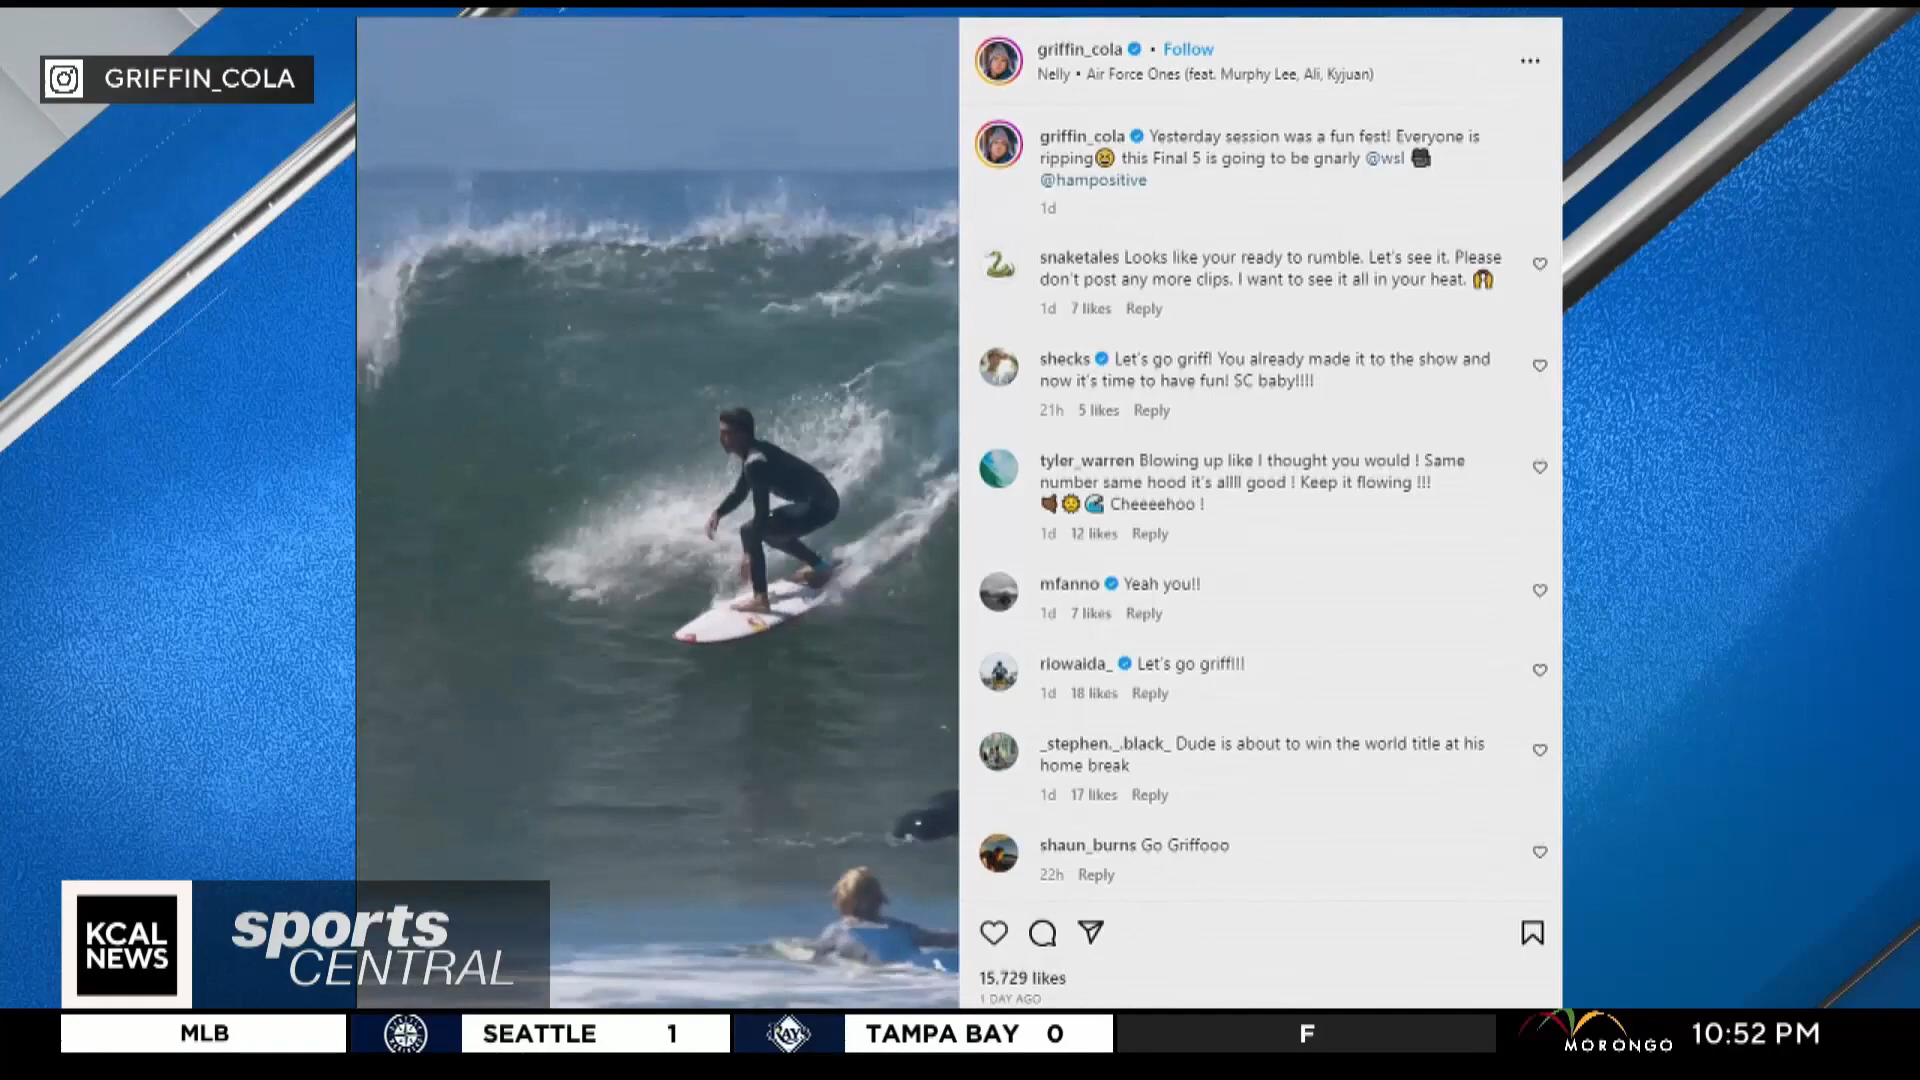 GRIFFIN_COLA
griffin_cola • Follow
Nelly • Air Force Ones (feat. Murphy Lee, Ali, Kyjuan)
griffin_cola Yesterday session was a fun fest! Everyone is
ripping😆 this Final 5 is going to be gnarly @wsl
@hampositive
1d
snaketales Looks like your ready to rumble. Let's see it. Please
don't post any more clips. I want to see it all in your heat.
1d 7 likes Reply
shecks Let's go griff! You already made it to the show and
now it's time to have fun! SC baby!!!!
21h 5 likes Reply
tyler_warren Blowing up like I thought you would ! Same
number same hood it's allll good ! Keep it flowing !!!
🌞🌊 Cheeeehoo !
1d 12 likes Reply
mfanno Yeah you!!
1d 7 likes Reply
riowaida_ Let's go griff!!!
1d 18 likes Reply
_stephen._.black_ Dude is about to win the world title at his
home break
1d 17 likes Reply
shaun_burns Go Griffooo
22h Reply
15,729 likes
1 DAY AGO
KCAL
NEWS
sports
CENTRAL
MLB SEATTLE 1 RAYS TAMPA BAY 0 F MORONGO 10:52 PM